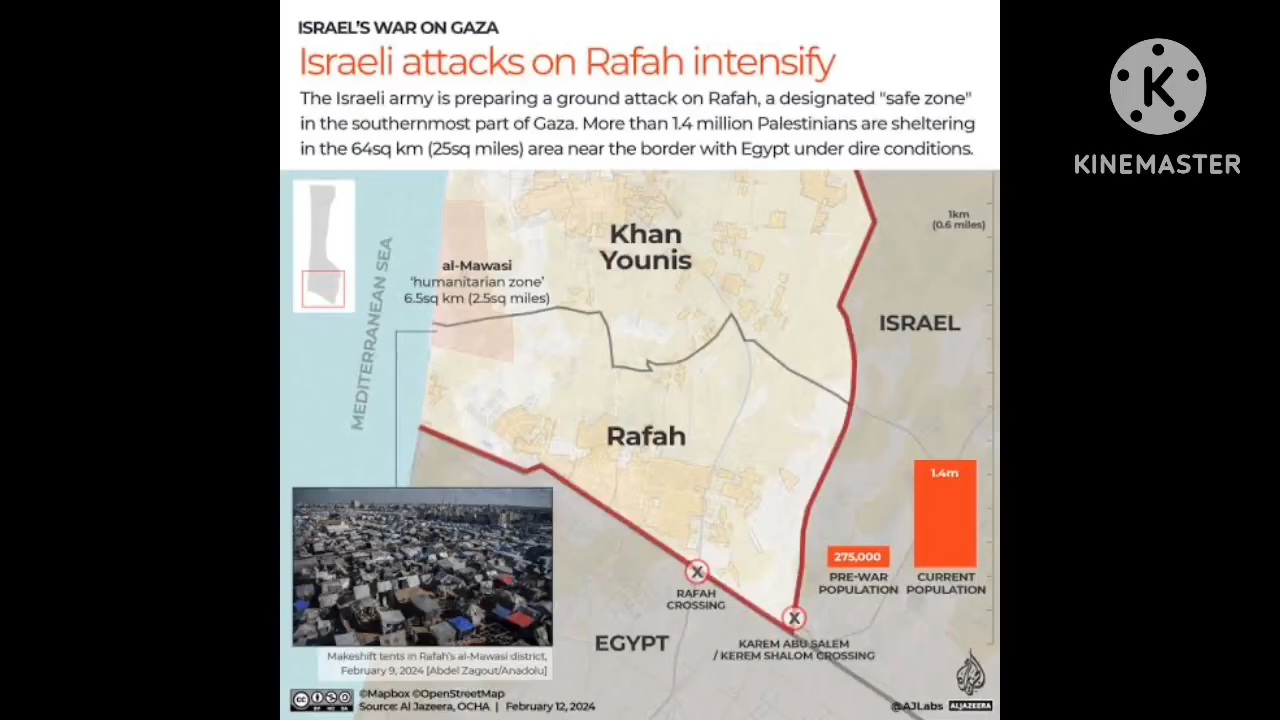 ISRAEL'S WAR ON GAZA
Israeli attacks on Rafah intensify
The Israeli army is preparing a ground attack on Rafah, a designated "safe zone"
in the southernmost part of Gaza. More than 1.4 million Palestinians are sheltering
in the 64sq km (25sq miles) area near the border with Egypt under dire conditions.
K
KINEMASTER
1km
(0.6 miles)
Khan
Younis
al-Mawasi
'humanitarian zone'
6.5sq km (2.5sq miles)
MEDITERRANEAN SEA
ISRAEL
Rafah
1.4m
275,000
PRE-WAR
POPULATION
CURRENT
POPULATION
X
RAFAH
CROSSING
X
KAREM ABU SALEM
/ KEREM SHALOM CROSSING
EGYPT
Makeshift tents in Rafah's al-Mawasi district,
February 9, 2024 [Abdel Zagout/Anadolu]
cc BY NC SA
©Mapbox ©OpenStreetMap
Source: Al Jazeera, OCHA | February 12, 2024
@AJLabs ALJAZEERA